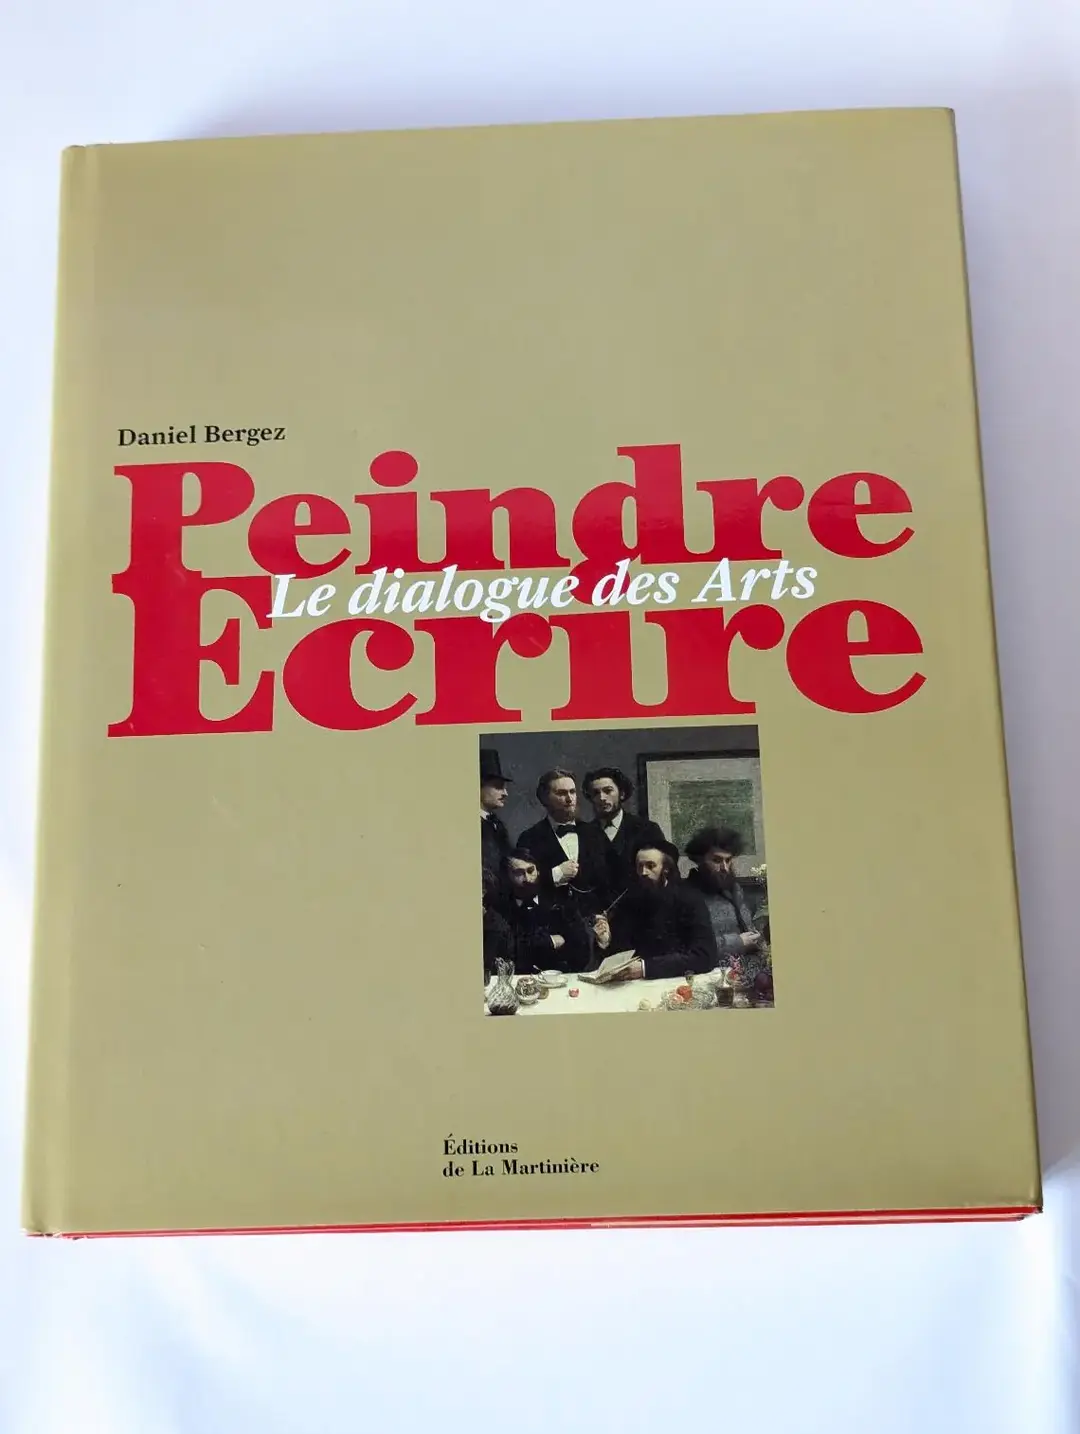 Daniel Bergez
Peindre
Le dialogue des Arts
Ecrire
Éditions
de La Martinière